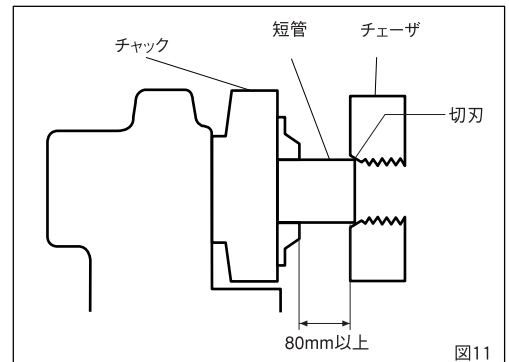 短管
チェーザ
チャック
切刃
80mm以上
図11